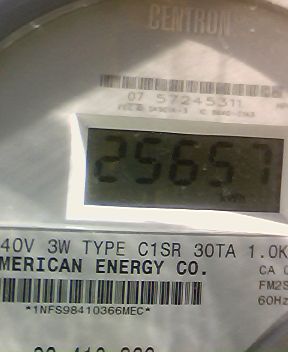 CENTRON
07 57245311
25657
kWh
40V 3W TYPE C1SR 30TA 1.0K
MERICAN ENERGY CO.
CA
*1NFS98410366MEC*
FM2S
60Hz